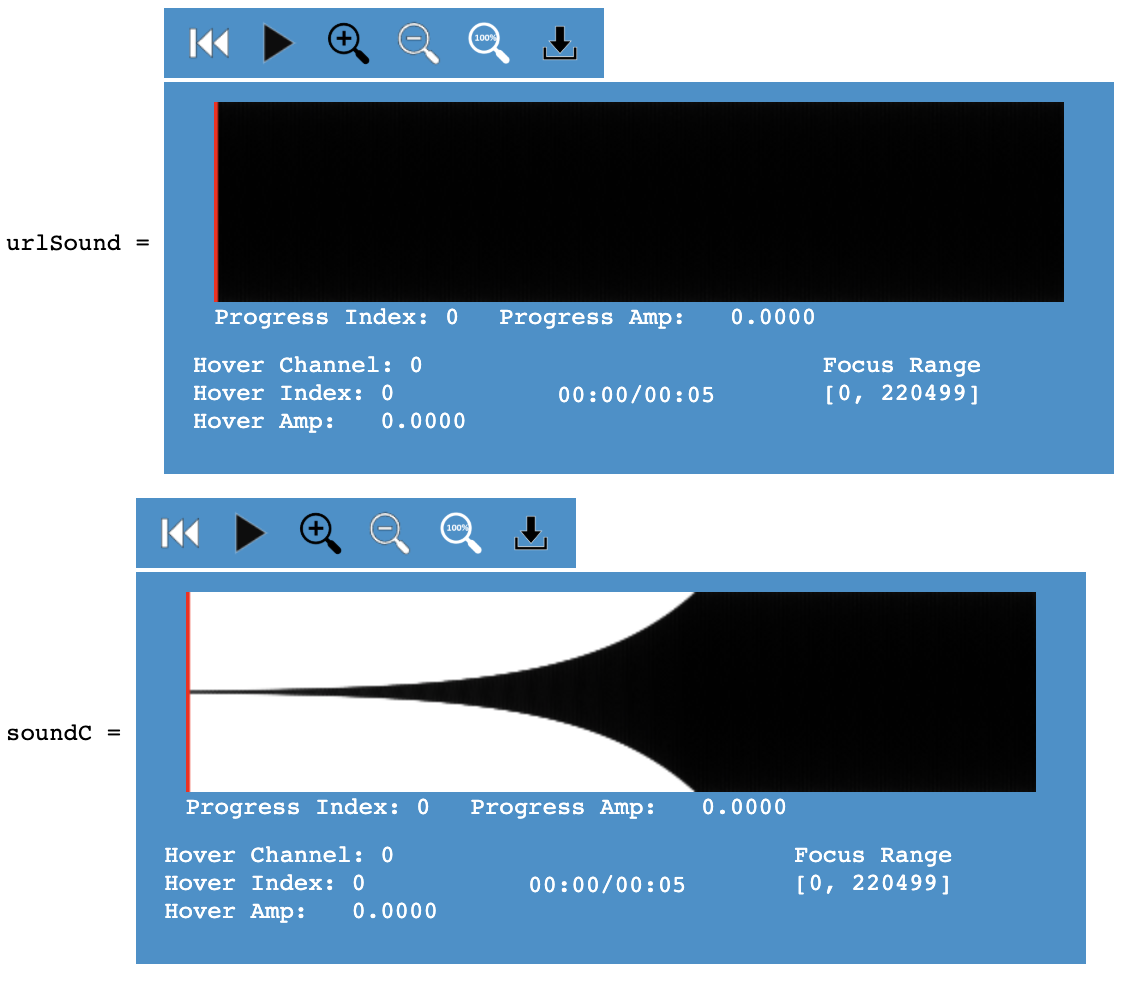 100%
urlSound =
Progress Index: 0 Progress Amp: 0.0000
Hover Channel: 0
Hover Index: 0
Hover Amp: 0.0000
00:00/00:05
Focus Range
[0, 220499]
100%
soundC =
Progress Index: 0 Progress Amp: 0.0000
Hover Channel: 0
Hover Index: 0
Hover Amp: 0.0000
00:00/00:05
Focus Range
[0, 220499]